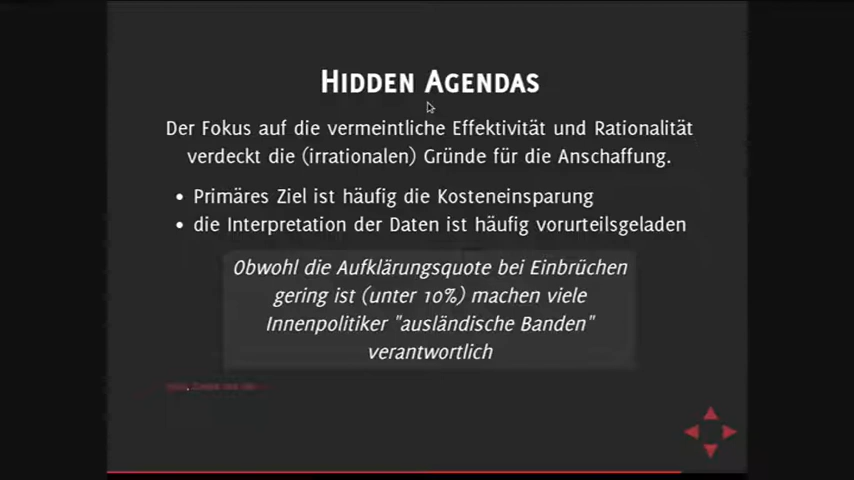 Hidden Agendas
Der Fokus auf die vermeintliche Effektivität und Rationalität
verdeckt die (irrationalen) Gründe für die Anschaffung.
• Primäres Ziel ist häufig die Kosteneinsparung
• die Interpretation der Daten ist häufig vorurteilsgeladen
Obwohl die Aufklärungsquote bei Einbrüchen
gering ist (unter 10%) machen viele
Innenpolitiker "ausländische Banden"
verantwortlich